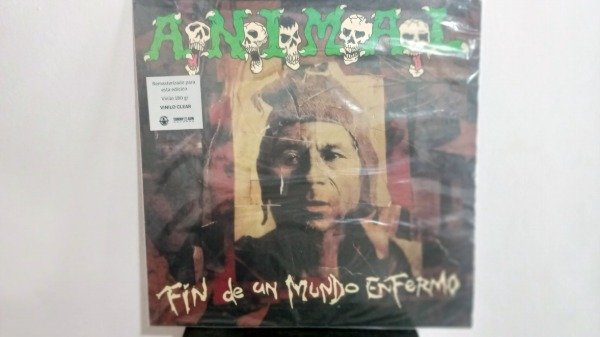 A.N.I.M.A.L.
Remasterizado para
esta edición
Vinilo 180 gr
VINILO CLEAR
Fin de un Mundo EnFermo